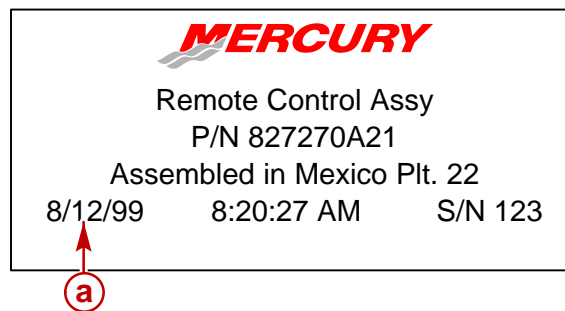 MERCURY
Remote Control Assy
P/N 827270A21
Assembled in Mexico Plt. 22
8/12/99 8:20:27 AM S/N 123
a